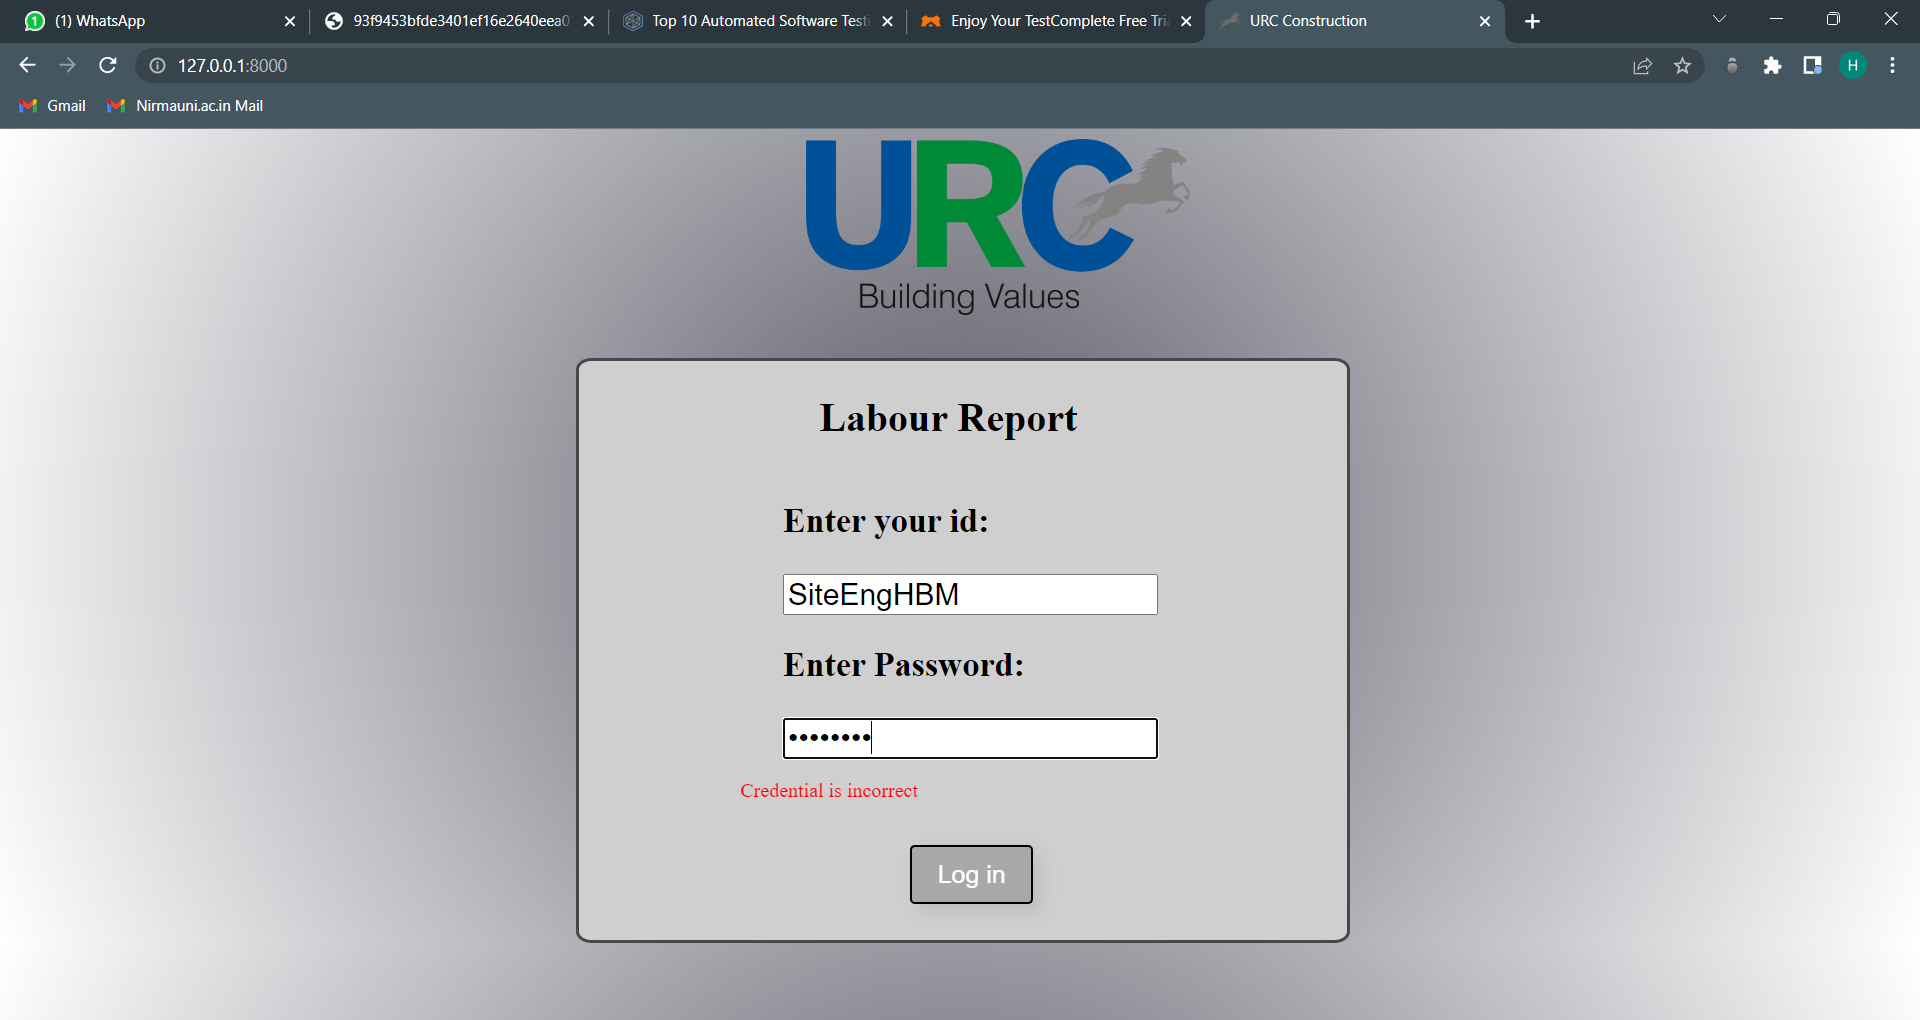 (1) WhatsApp
93f9453bfde3401ef16e2640eea0
Top 10 Automated Software Testi
Enjoy Your TestComplete Free Tria
URC Construction
127.0.0.1:8000
H
Gmail
Nirmauni.ac.in Mail
URC
Building Values
Labour Report
Enter your id:
SiteEngHBM
Enter Password:
••••••••
Credential is incorrect
Log in